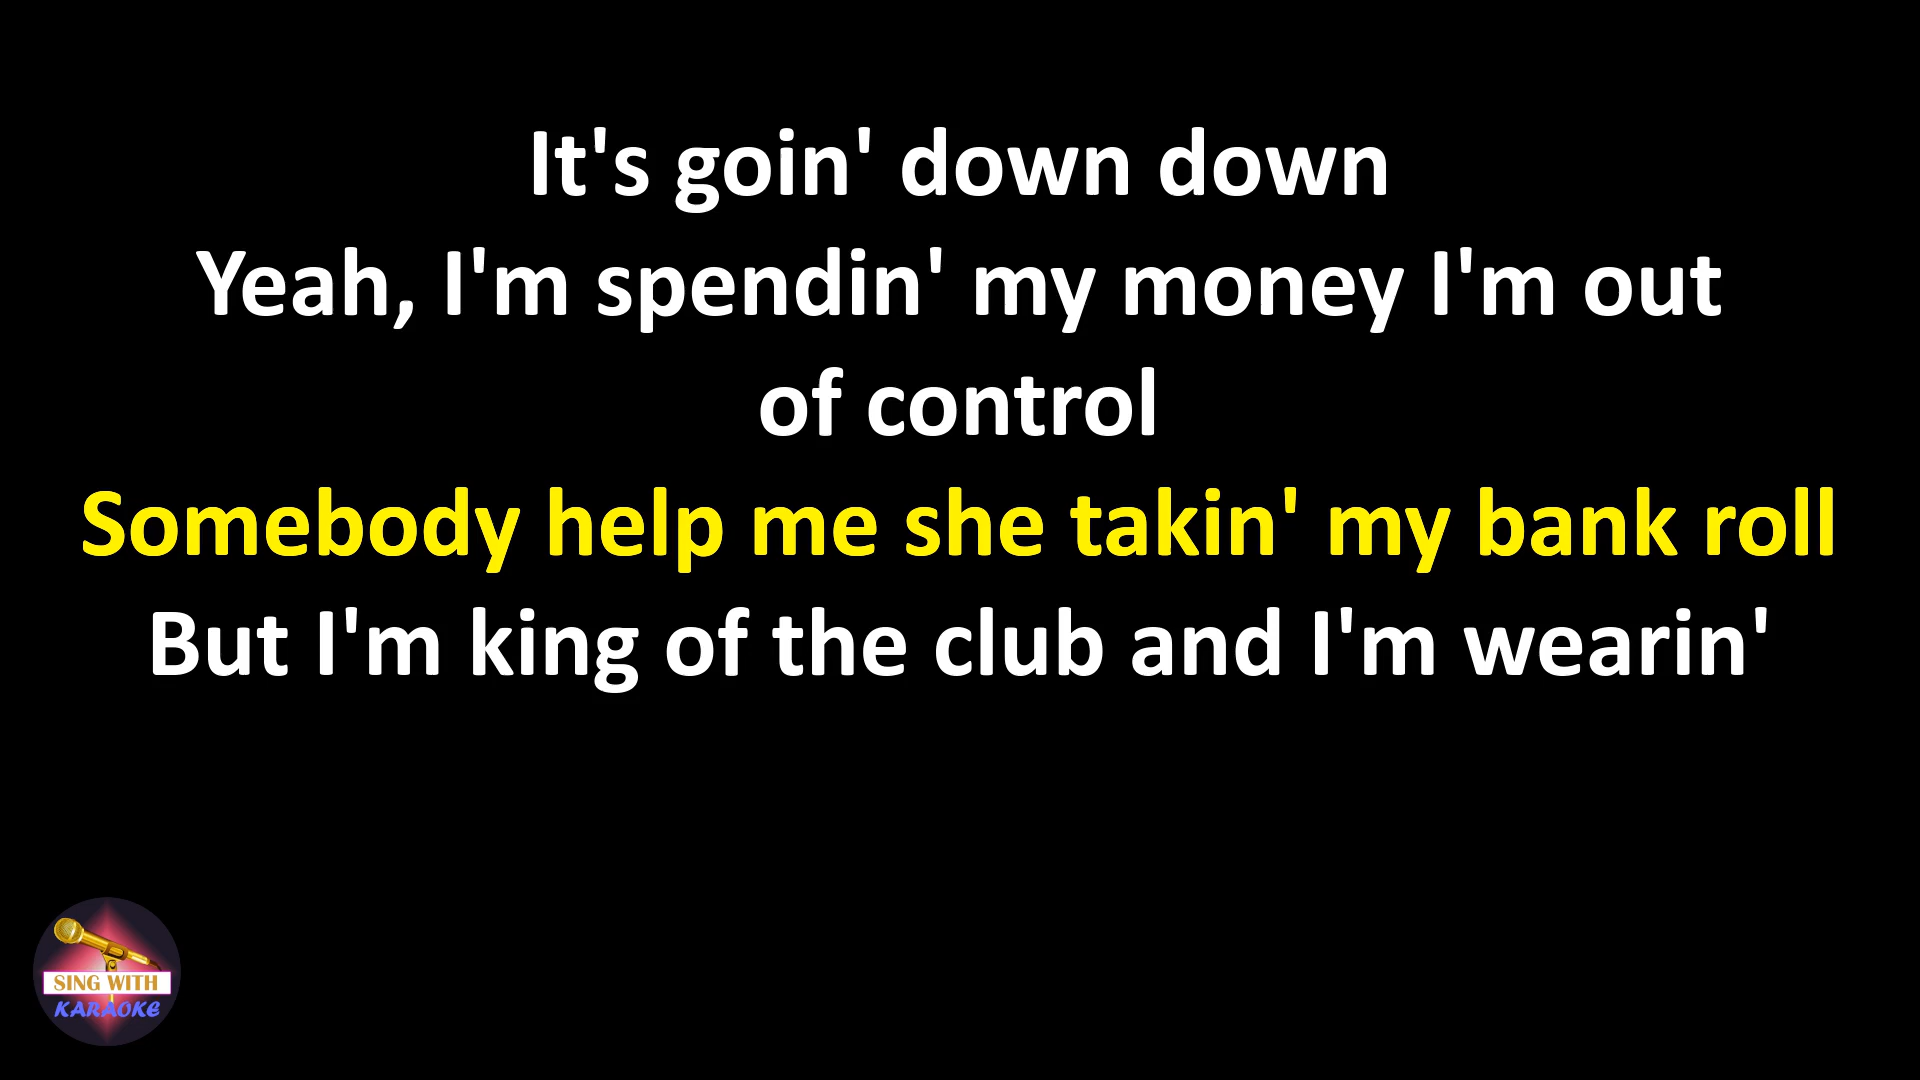 It's goin' down down
Yeah, I'm spendin' my money I'm out
of control
Somebody help me she takin' my bank roll
But I'm king of the club and I'm wearin'
SING WITH
KARAOKE